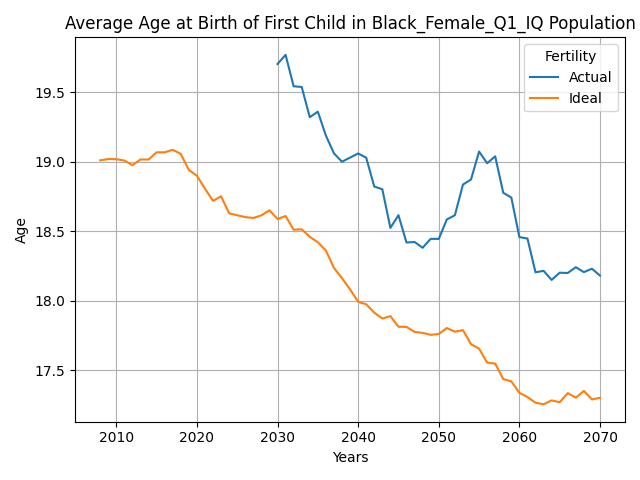 Average Age at Birth of First Child in Black_Female_Q1_IQ Population
Fertility
Actual
Ideal
Age
19.5
19.0
18.5
18.0
17.5
2010 2020 2030 2040 2050 2060 2070
Years